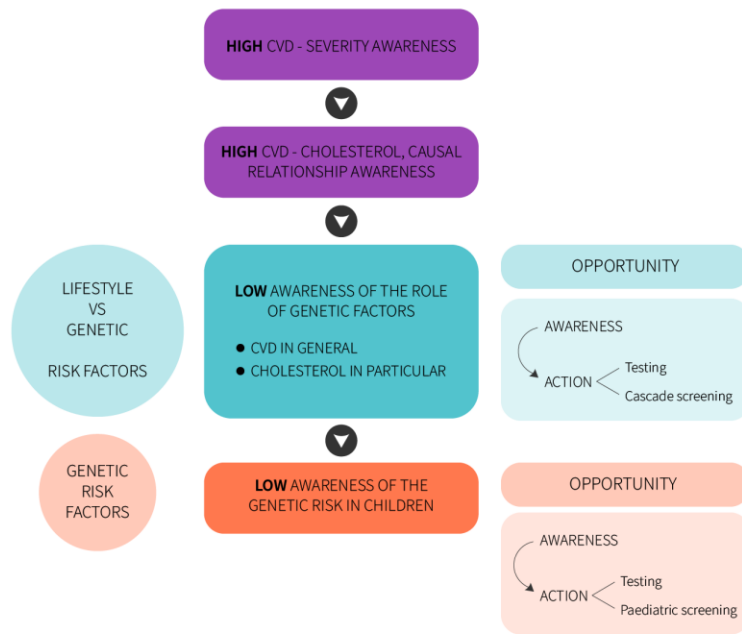 HIGH CVD - SEVERITY AWARENESS
HIGH CVD - CHOLESTEROL, CAUSAL
RELATIONSHIP AWARENESS
LIFESTYLE
VS
GENETIC
RISK FACTORS
LOW AWARENESS OF THE ROLE
OF GENETIC FACTORS
● CVD IN GENERAL
● CHOLESTEROL IN PARTICULAR
OPPORTUNITY
AWARENESS
ACTION
Testing
Cascade screening
GENETIC
RISK
FACTORS
LOW AWARENESS OF THE
GENETIC RISK IN CHILDREN
OPPORTUNITY
AWARENESS
ACTION
Testing
Paediatric screening